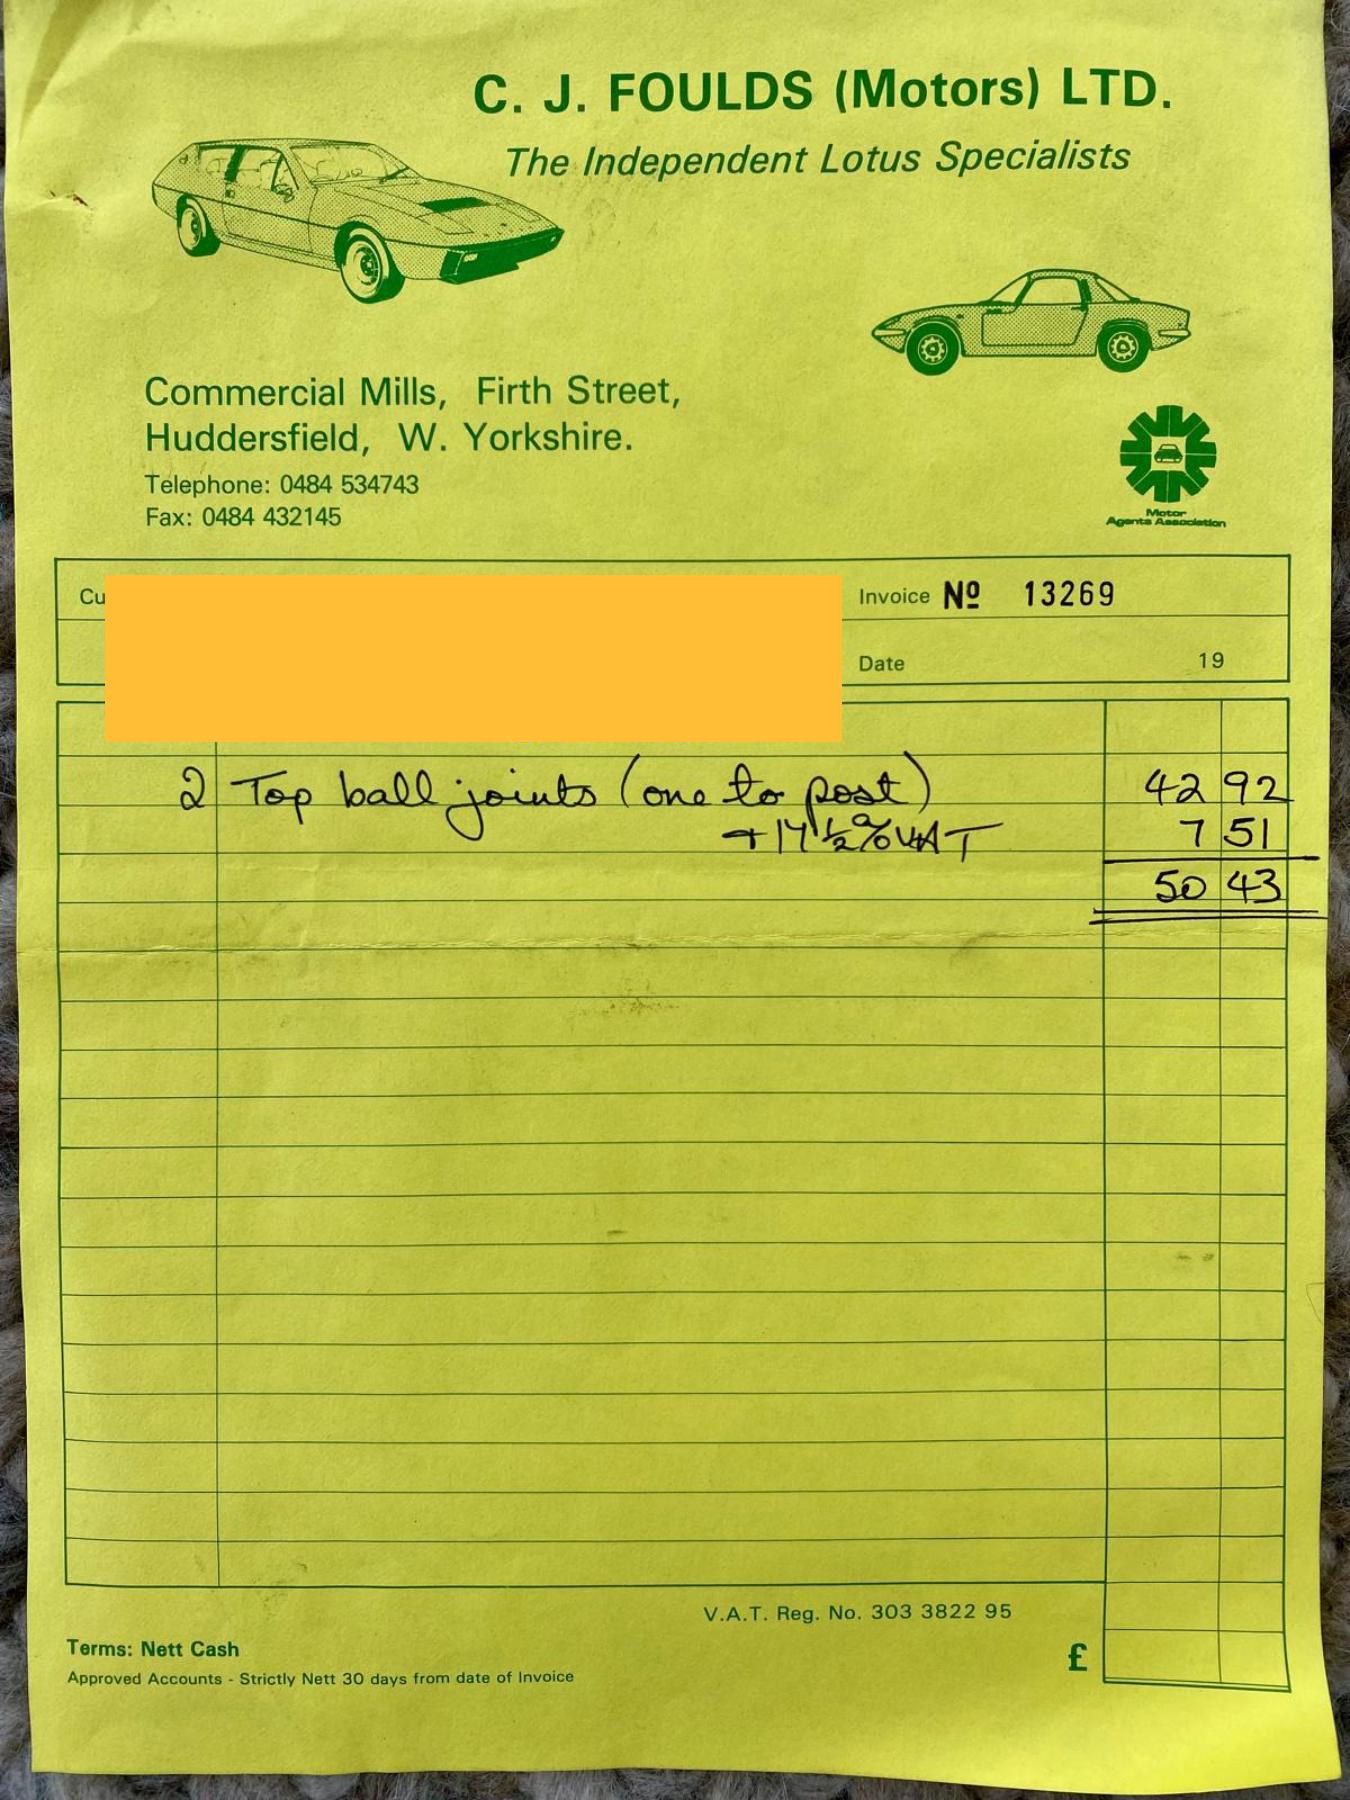 C. J. FOULDS (Motors) LTD.
The Independent Lotus Specialists
Commercial Mills, Firth Street,
Huddersfield, W. Yorkshire.
Telephone: 0484 534743
Fax: 0484 432145
Motor
Agents Association
Cu
Invoice Nº 13269
Date 19
2 Top ball joints (one to post) 42 92
+17 1/2% VAT 7 51
50 43
V.A.T. Reg. No. 303 3822 95
Terms: Nett Cash
£
Approved Accounts - Strictly Nett 30 days from date of Invoice